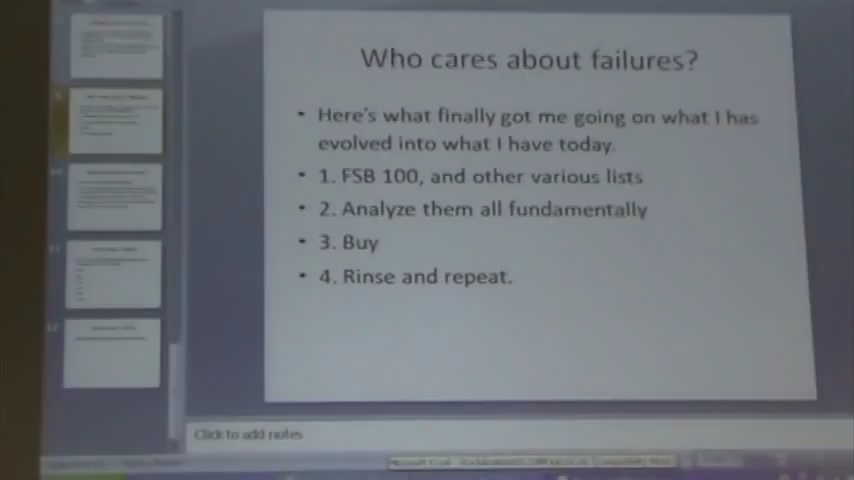 Who cares about failures?
• Here's what finally got me going on what I has
evolved into what I have today.
• 1. FSB 100, and other various lists
• 2. Analyze them all fundamentally
• 3. Buy
• 4. Rinse and repeat.
Click to add notes